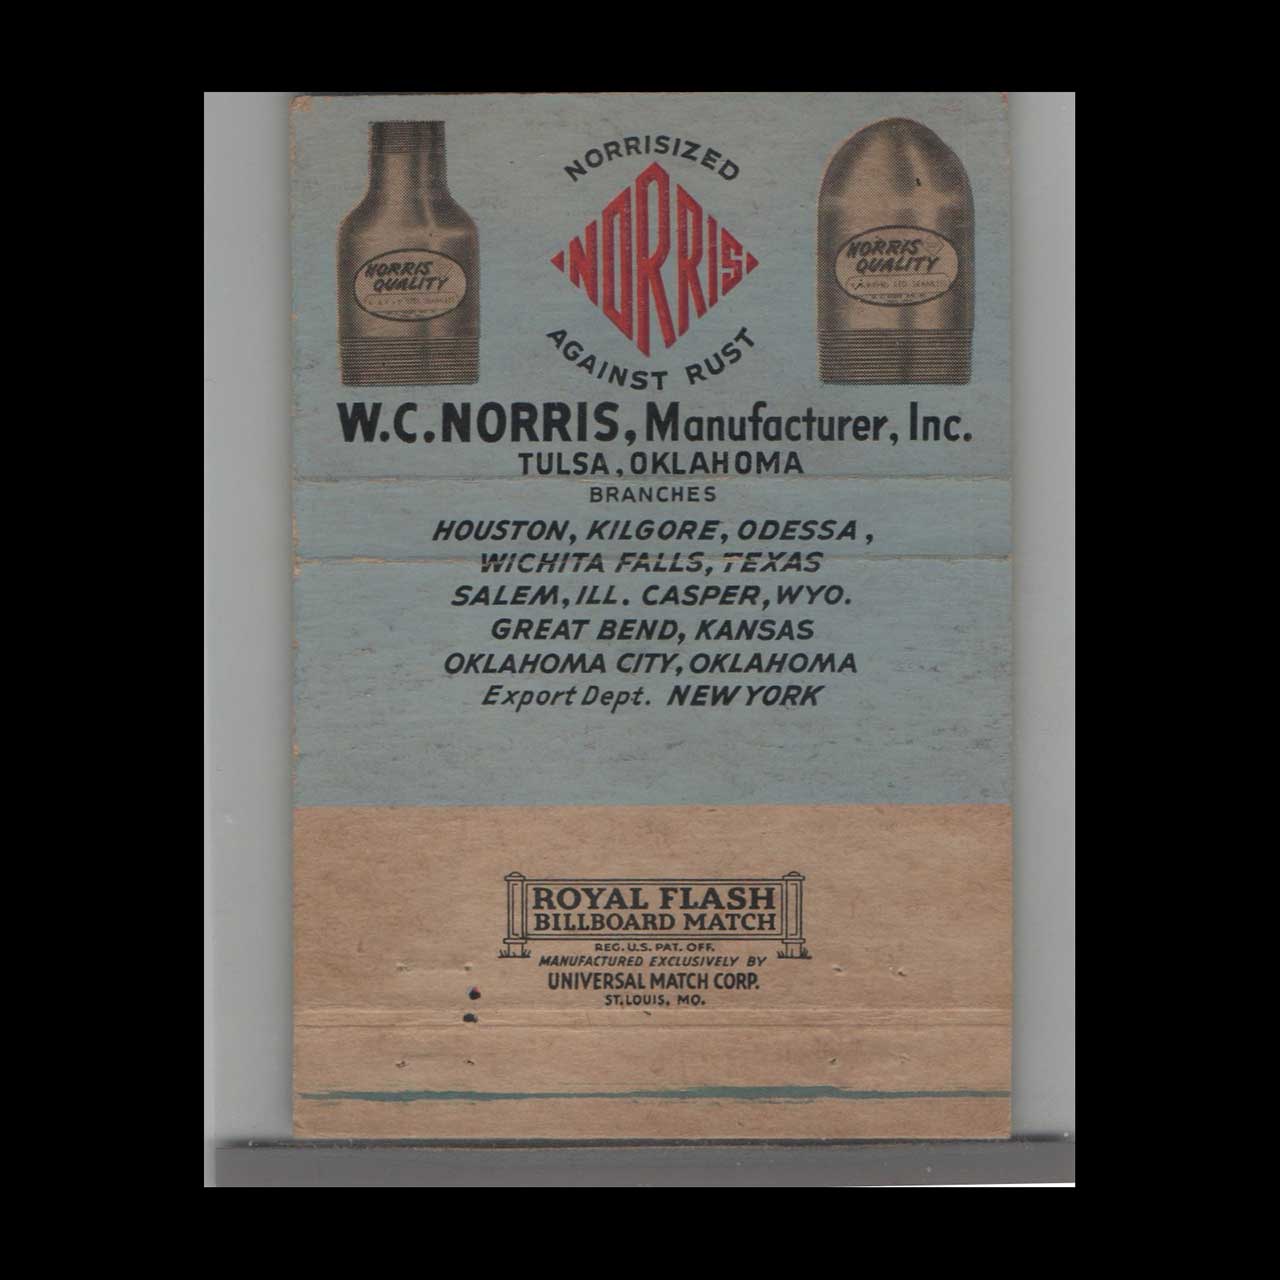 NORRISIZED
NORRIS
AGAINST RUST
NORRIS
QUALITY
NORRIS
QUALITY
W.C. NORRIS, Manufacturer, Inc.
TULSA, OKLAHOMA
BRANCHES
HOUSTON, KILGORE, ODESSA,
WICHITA FALLS, TEXAS
SALEM, ILL. CASPER, WYO.
GREAT BEND, KANSAS
OKLAHOMA CITY, OKLAHOMA
Export Dept. NEW YORK
ROYAL FLASH
BILLBOARD MATCH
REG. U.S. PAT. OFF.
MANUFACTURED EXCLUSIVELY BY
UNIVERSAL MATCH CORP.
ST. LOUIS, MO.